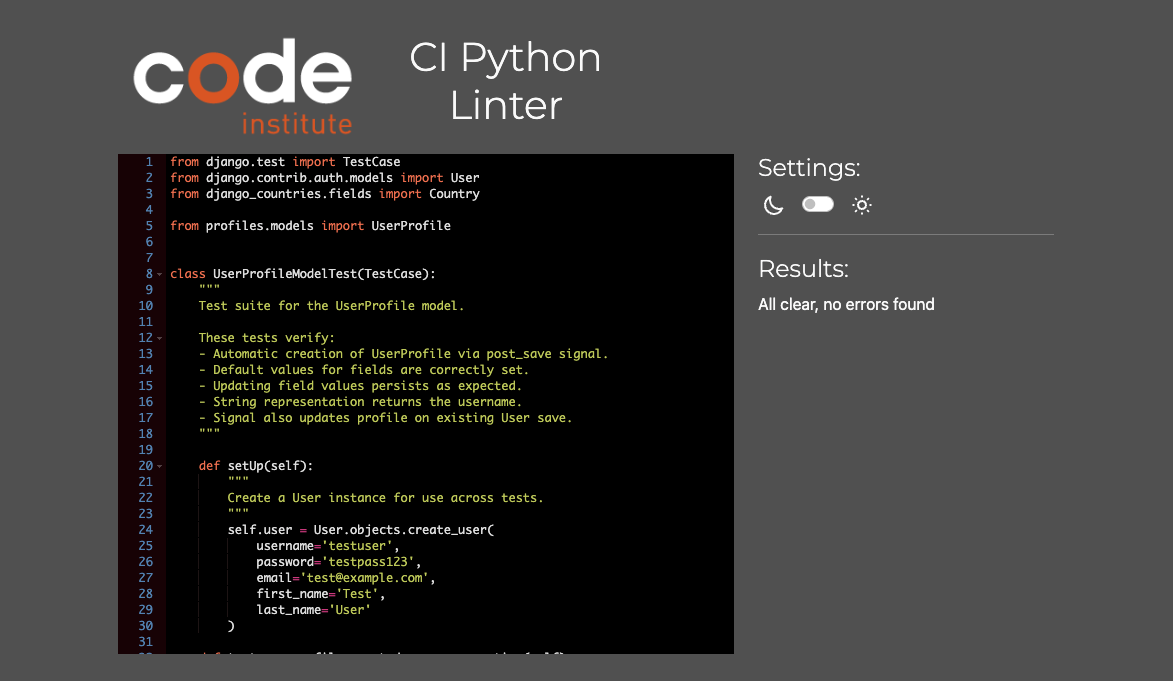 code
institute
CI Python
Linter
1 from django.test import TestCase
2 from django.contrib.auth.models import User
3 from django_countries.fields import Country
4
5 from profiles.models import UserProfile
6
7
8 class UserProfileModelTest(TestCase):
9     """
10     Test suite for the UserProfile model.
11
12     These tests verify:
13     - Automatic creation of UserProfile via post_save signal.
14     - Default values for fields are correctly set.
15     - Updating field values persists as expected.
16     - String representation returns the username.
17     - Signal also updates profile on existing User save.
18     """
19
20     def setUp(self):
21         """
22         Create a User instance for use across tests.
23         """
24         self.user = User.objects.create_user(
25             username='testuser',
26             password='testpass123',
27             email='test@example.com',
28             first_name='Test',
29             last_name='User'
30         )
31
Settings:
Results:
All clear, no errors found